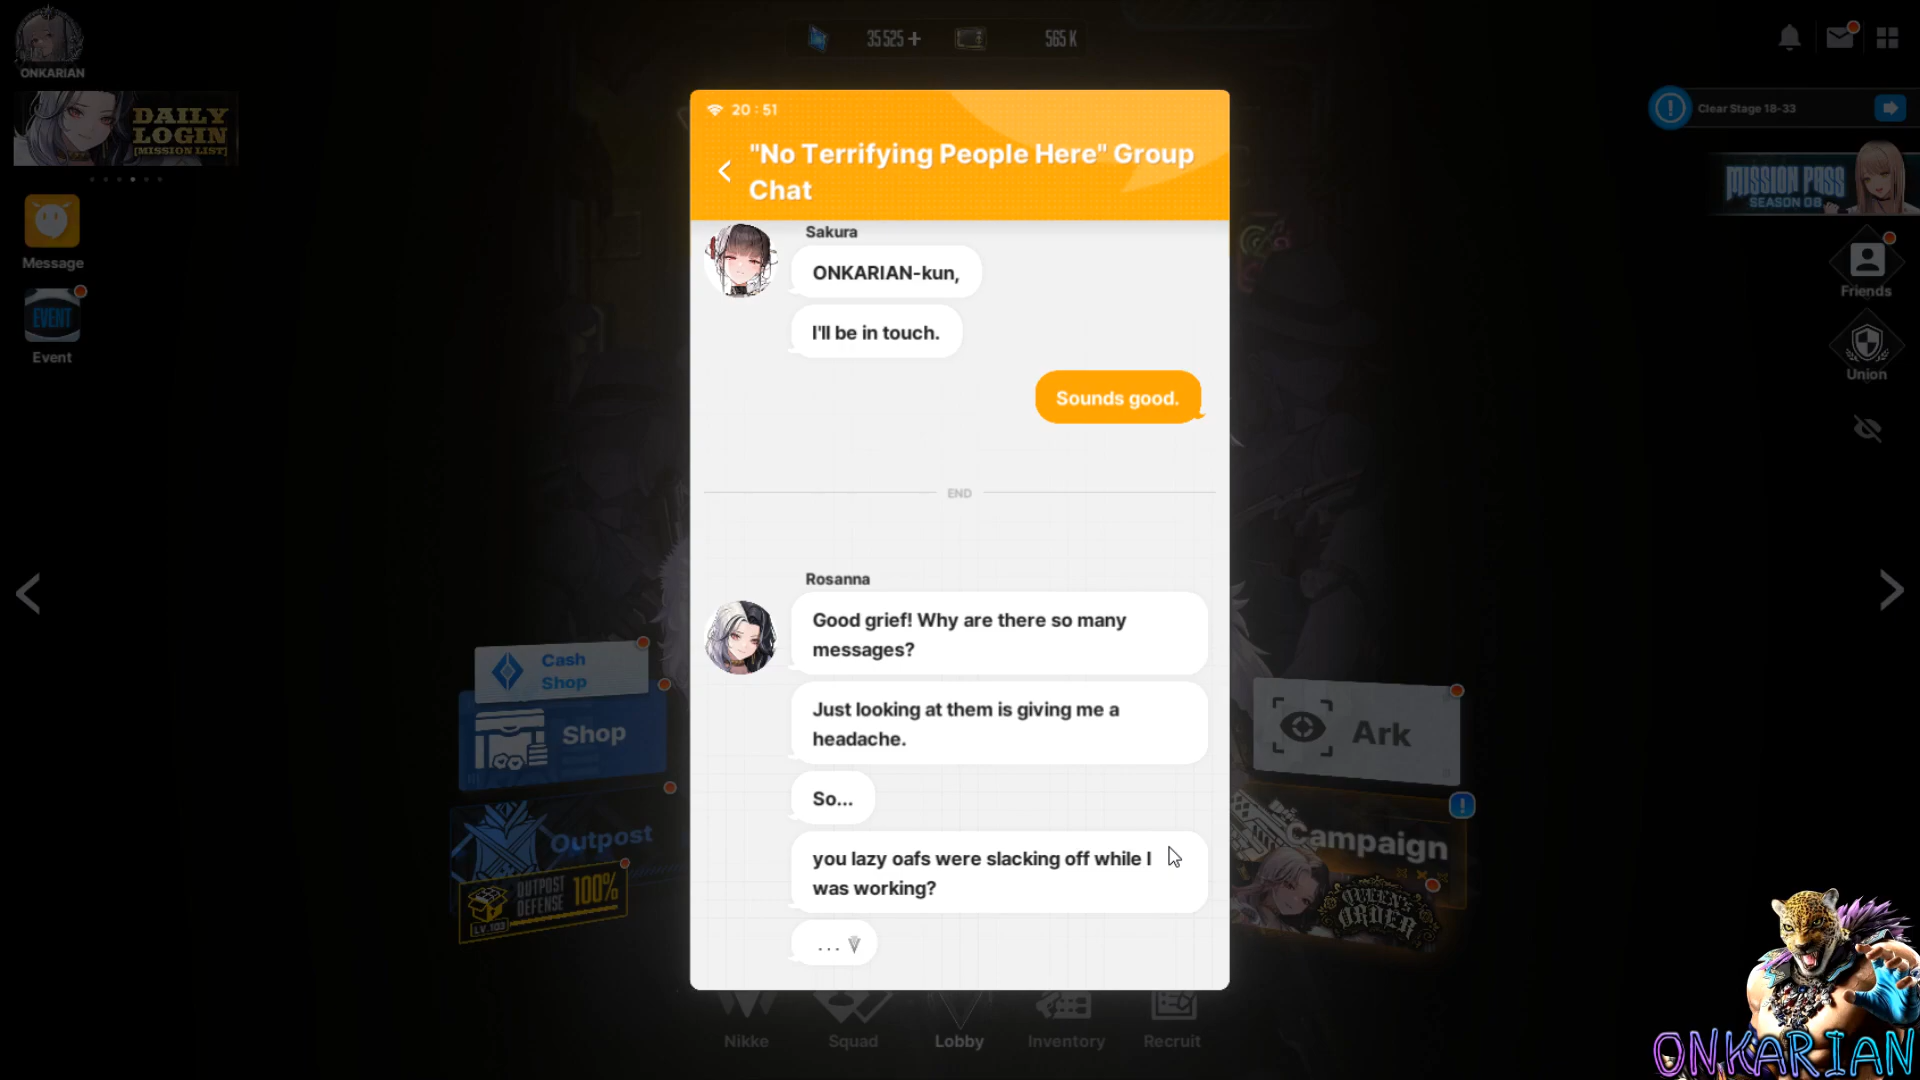 ONKARIAN
35525 +
565 K
DAILY
LOGIN
[MISSION LIST]
Message
EVENT
Event
Clear Stage 18-33
MISSION PASS
SEASON 08
Friends
Union
20 : 51
"No Terrifying People Here" Group
Chat
Sakura
ONKARIAN-kun,
I'll be in touch.
Sounds good.
END
Rosanna
Good grief! Why are there so many
messages?
Just looking at them is giving me a
headache.
So...
you lazy oafs were slacking off while I
was working?
...
Cash
Shop
Shop
Outpost
OUTPOST
DEFENSE
100%
LV.103
Ark
Campaign
QUEEN'S
ORDER
Nikke
Squad
Lobby
Inventory
Recruit
ONKARIAN